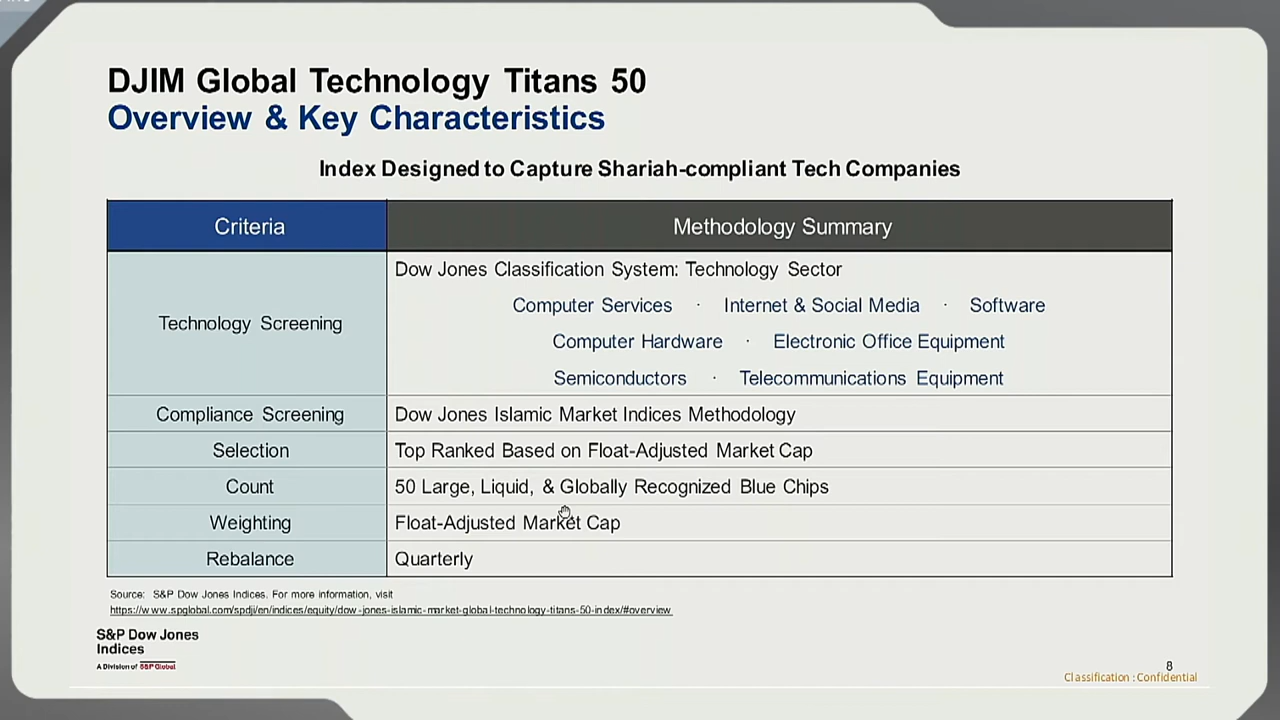 DJIM Global Technology Titans 50
Overview & Key Characteristics
Index Designed to Capture Shariah-compliant Tech Companies
Criteria
Methodology Summary
Technology Screening
Dow Jones Classification System: Technology Sector
Computer Services · Internet & Social Media · Software
Computer Hardware · Electronic Office Equipment
Semiconductors · Telecommunications Equipment
Compliance Screening
Dow Jones Islamic Market Indices Methodology
Selection
Top Ranked Based on Float-Adjusted Market Cap
Count
50 Large, Liquid, & Globally Recognized Blue Chips
Weighting
Float-Adjusted Market Cap
Rebalance
Quarterly
Source: S&P Dow Jones Indices. For more information, visit
https://www.spglobal.com/spdji/en/indices/equity/dow-jones-islamic-market-global-technology-titans-50-index/#overview
S&P Dow Jones
Indices
A Division of S&P Global
8
Classification : Confidential